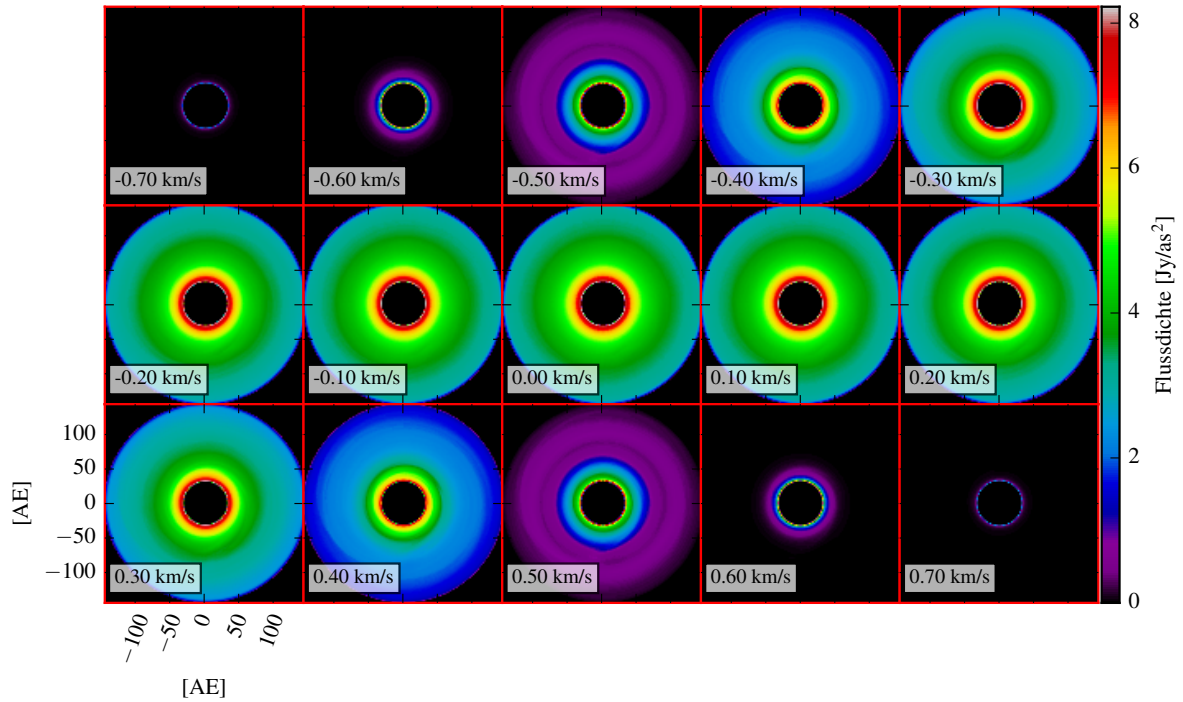 -0.70 km/s
-0.60 km/s
-0.50 km/s
-0.40 km/s
-0.30 km/s
-0.20 km/s
-0.10 km/s
0.00 km/s
0.10 km/s
0.20 km/s
0.30 km/s
0.40 km/s
0.50 km/s
0.60 km/s
0.70 km/s
100
50
0
−50
−100
[AE]
−100
−50
0
50
100
[AE]
8
6
4
2
0
Flussdichte [Jy/as²]